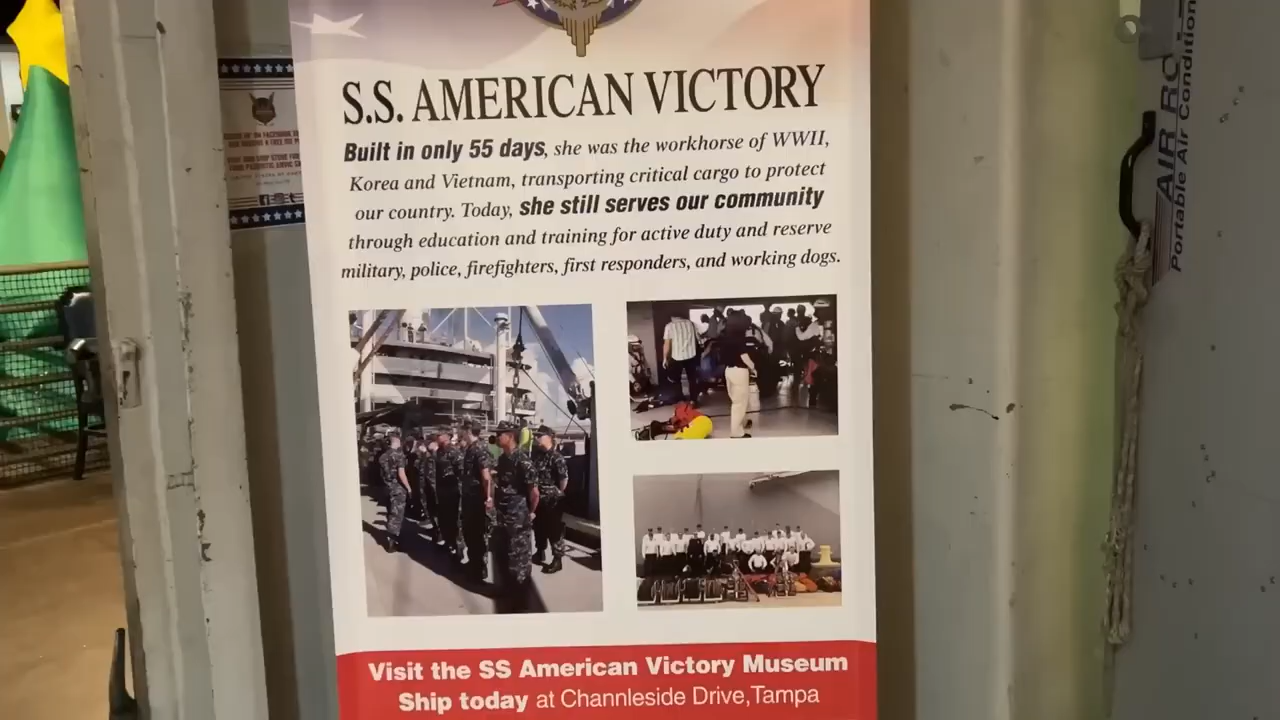 S.S. AMERICAN VICTORY
Built in only 55 days, she was the workhorse of WWII,
Korea and Vietnam, transporting critical cargo to protect
our country. Today, she still serves our community
through education and training for active duty and reserve
military, police, firefighters, first responders, and working dogs.
Visit the SS American Victory Museum
Ship today at Channleside Drive, Tampa
AIR RO
Portable Air Condition